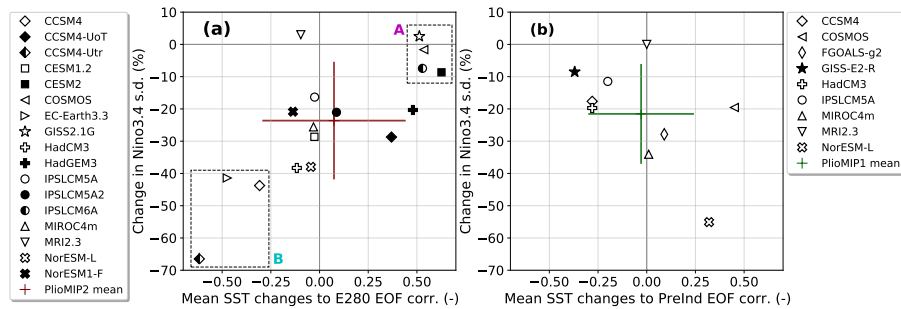 CCSM4
CCSM4-UoT
CCSM4-Utr
CESM1.2
CESM2
COSMOS
EC-Earth3.3
GISS2.1G
HadCM3
HadGEM3
IPSLCM5A
IPSLCM5A2
IPSLCM6A
MIROC4m
MRI2.3
NorESM-L
NorESM1-F
PlioMIP2 mean
Change in Nino3.4 s.d. (%)
10
0
−10
−20
−30
−40
−50
−60
−70
(a)
A
B
−0.50
−0.25
0.00
0.25
0.50
Mean SST changes to E280 EOF corr. (-)
Change in Nino3.4 s.d. (%)
10
0
−10
−20
−30
−40
−50
−60
−70
(b)
−0.50
−0.25
0.00
0.25
0.50
Mean SST changes to PreInd EOF corr. (-)
CCSM4
COSMOS
FGOALS-g2
GISS-E2-R
HadCM3
IPSLCM5A
MIROC4m
MRI2.3
NorESM-L
PlioMIP1 mean